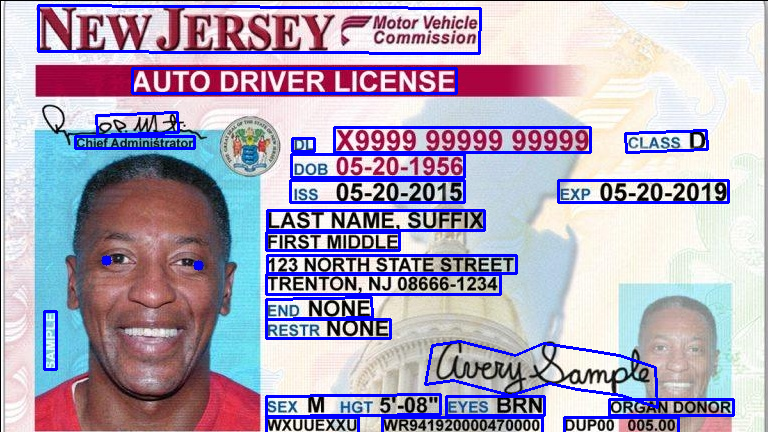 NEW JERSEY Motor Vehicle Commission
AUTO DRIVER LICENSE
Chief Administrator
DL X9999 99999 99999 CLASS D
DOB 05-20-1956
ISS 05-20-2015 EXP 05-20-2019
LAST NAME, SUFFIX
FIRST MIDDLE
123 NORTH STATE STREET
TRENTON, NJ 08666-1234
END NONE
RESTR NONE
SAMPLE
Avery Sample
SEX M HGT 5'-08" EYES BRN ORGAN DONOR
WXUUEXXU WR941920000470000 DUP00 005.00